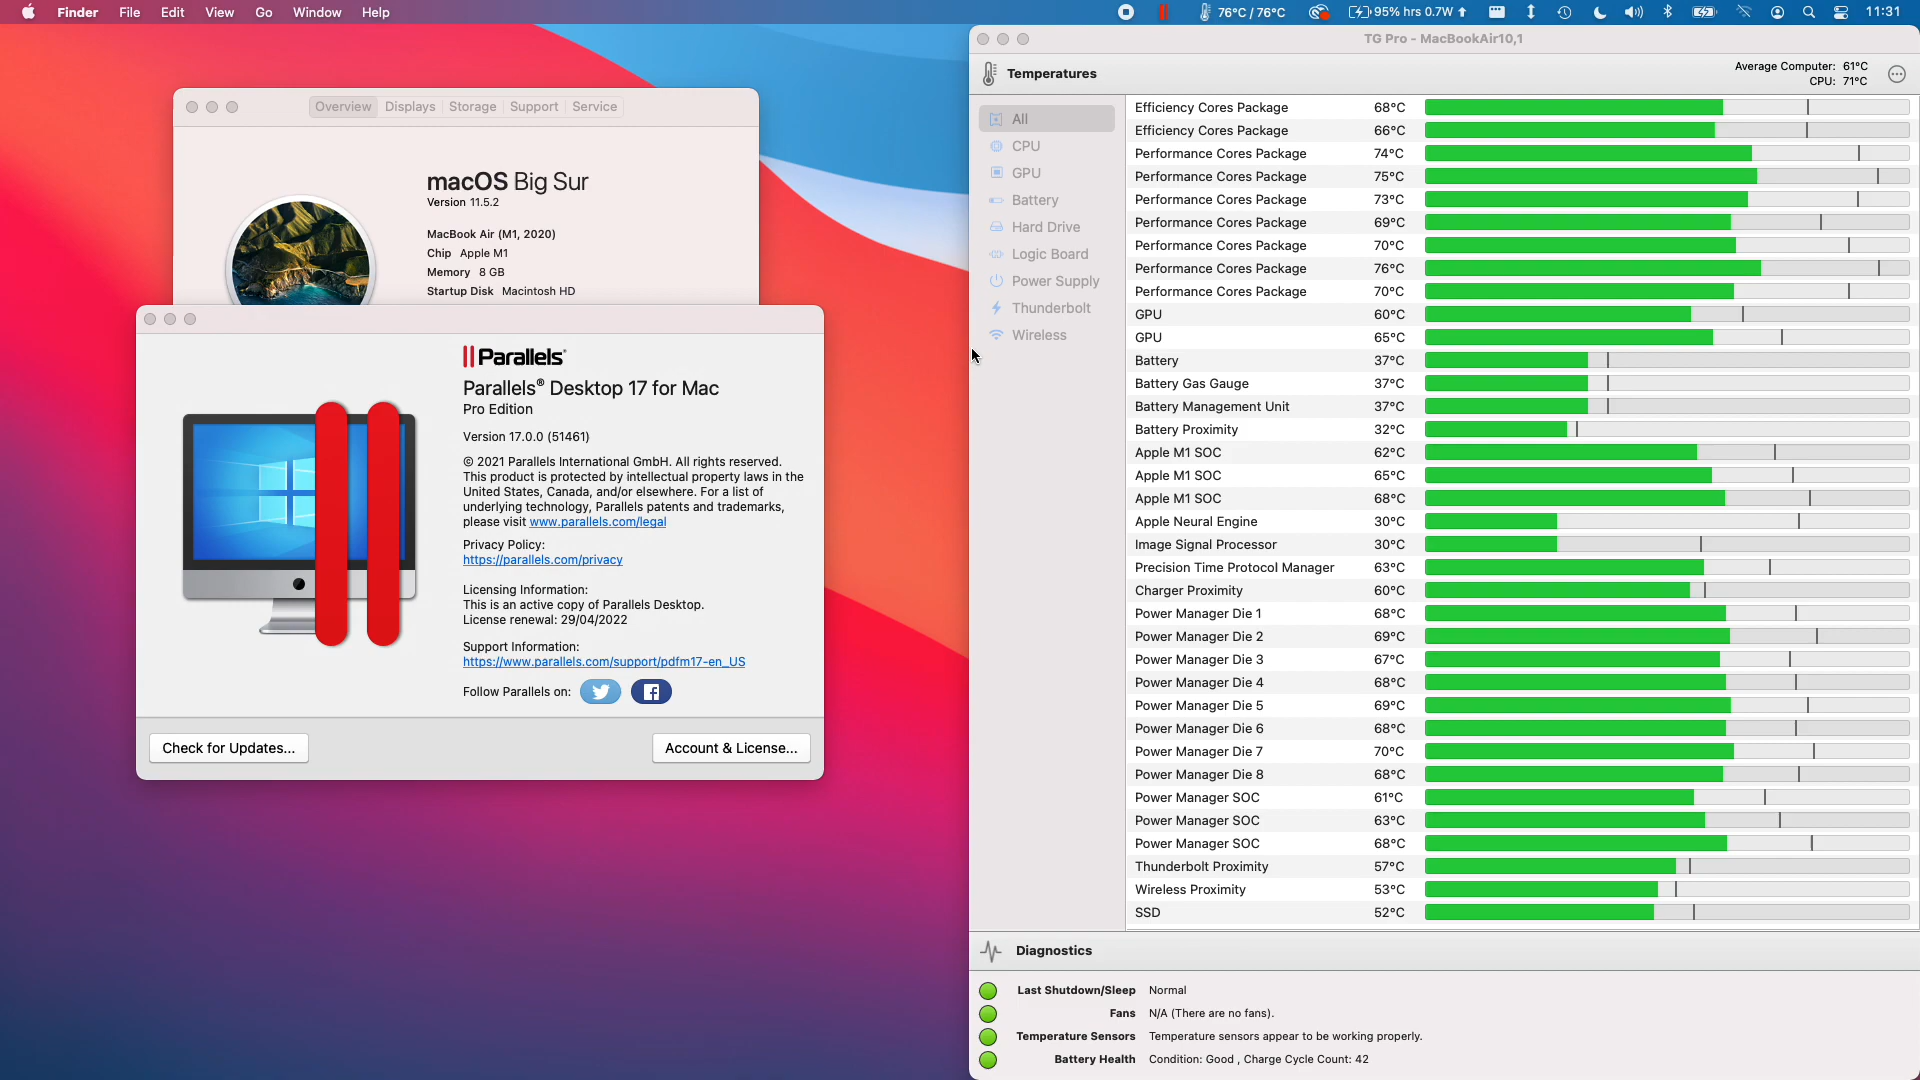 Finder File Edit View Go Window Help
76°C / 76°C
95% hrs 0.7W
11:31
Overview Displays Storage Support Service
macOS Big Sur
Version 11.5.2
MacBook Air (M1, 2020)
Chip Apple M1
Memory 8 GB
Startup Disk Macintosh HD
Parallels®
Parallels® Desktop 17 for Mac
Pro Edition
Version 17.0.0 (51461)
© 2021 Parallels International GmbH. All rights reserved.
This product is protected by intellectual property laws in the
United States, Canada, and/or elsewhere. For a list of
underlying technology, Parallels patents and trademarks,
please visit www.parallels.com/legal
Privacy Policy:
https://parallels.com/privacy
Licensing Information:
This is an active copy of Parallels Desktop.
License renewal: 29/04/2022
Support Information:
https://www.parallels.com/support/pdfm17-en_US
Follow Parallels on:
Check for Updates...
Account & License...
TG Pro - MacBookAir10,1
Temperatures
Average Computer: 61°C
CPU: 71°C
All
CPU
GPU
Battery
Hard Drive
Logic Board
Power Supply
Thunderbolt
Wireless
Efficiency Cores Package 68°C
Efficiency Cores Package 66°C
Performance Cores Package 74°C
Performance Cores Package 75°C
Performance Cores Package 73°C
Performance Cores Package 69°C
Performance Cores Package 70°C
Performance Cores Package 76°C
Performance Cores Package 70°C
GPU 60°C
GPU 65°C
Battery 37°C
Battery Gas Gauge 37°C
Battery Management Unit 37°C
Battery Proximity 32°C
Apple M1 SOC 62°C
Apple M1 SOC 65°C
Apple M1 SOC 68°C
Apple Neural Engine 30°C
Image Signal Processor 30°C
Precision Time Protocol Manager 63°C
Charger Proximity 60°C
Power Manager Die 1 68°C
Power Manager Die 2 69°C
Power Manager Die 3 67°C
Power Manager Die 4 68°C
Power Manager Die 5 69°C
Power Manager Die 6 68°C
Power Manager Die 7 70°C
Power Manager Die 8 68°C
Power Manager SOC 61°C
Power Manager SOC 63°C
Power Manager SOC 68°C
Thunderbolt Proximity 57°C
Wireless Proximity 53°C
SSD 52°C
Diagnostics
Last Shutdown/Sleep Normal
Fans N/A (There are no fans).
Temperature Sensors Temperature sensors appear to be working properly.
Battery Health Condition: Good , Charge Cycle Count: 42